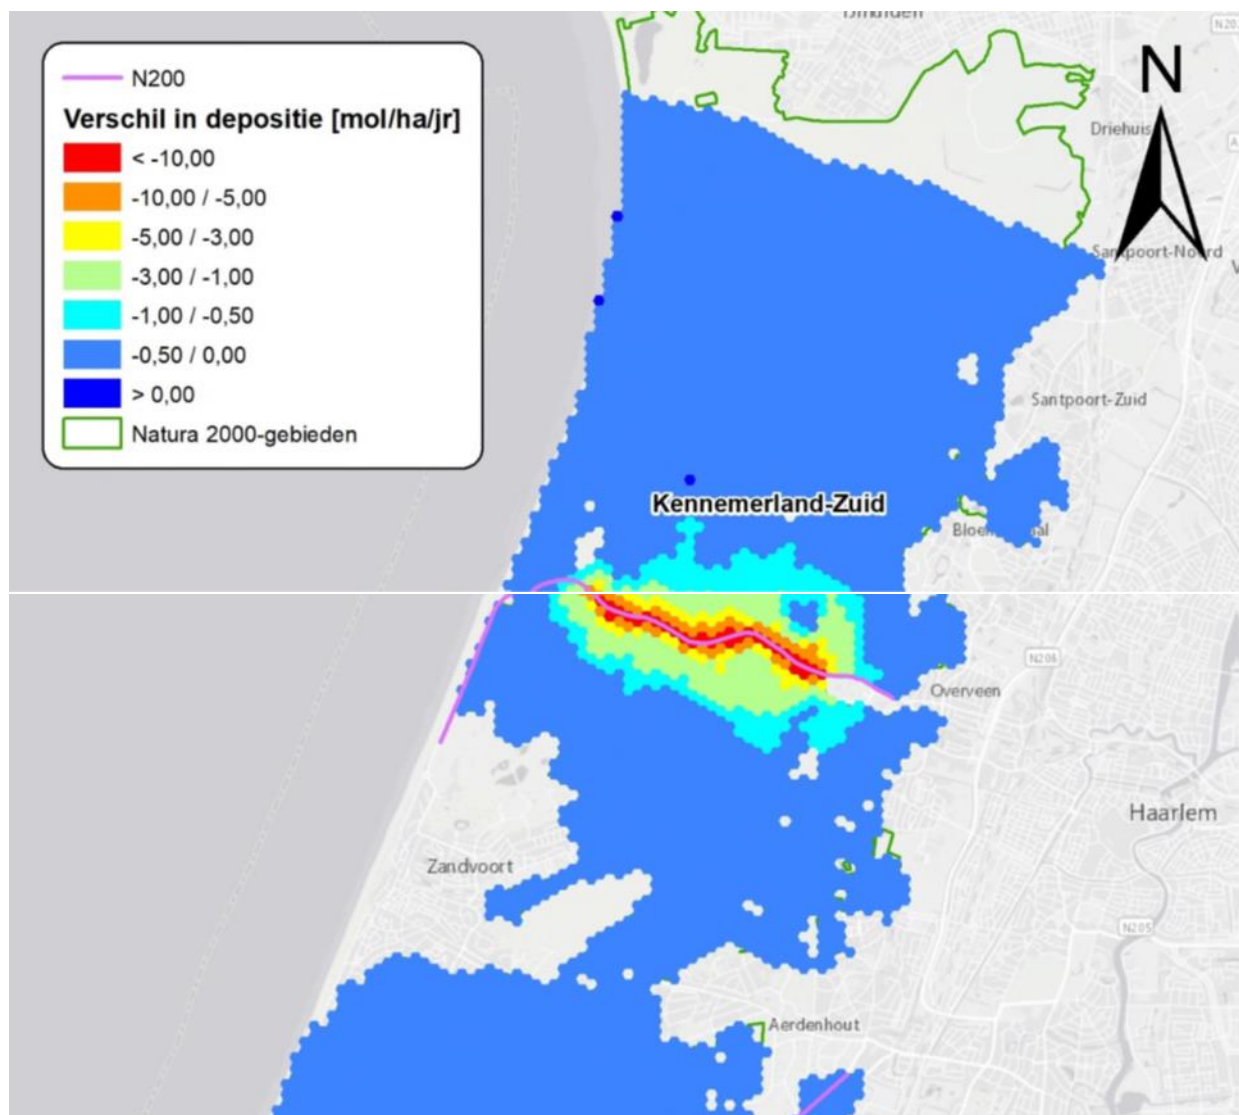 N200
Verschil in depositie [mol/ha/jr]
< -10,00
-10,00 / -5,00
-5,00 / -3,00
-3,00 / -1,00
-1,00 / -0,50
-0,50 / 0,00
> 0,00
Natura 2000-gebieden
N
Driehuis
Santpoort-Noord
Santpoort-Zuid
Kennemerland-Zuid
N208
Overveen
Haarlem
Zandvoort
N205
Aerdenhout